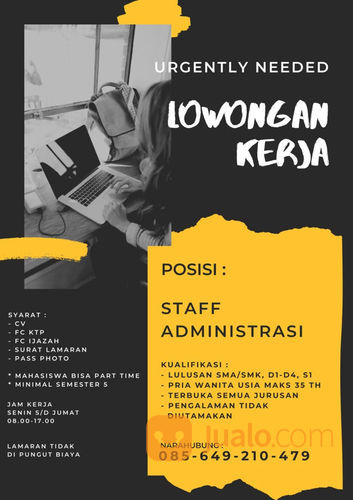 URGENTLY NEEDED
LOWONGAN
KERJA
POSISI :
STAFF
ADMINISTRASI
KUALIFIKASI :
- LULUSAN SMA/SMK, D1-D4, S1
- PRIA WANITA USIA MAKS 35 TH
- TERBUKA SEMUA JURUSAN
- PENGALAMAN TIDAK
DIUTAMAKAN
NARAHUBUNG :
085-649-210-479
SYARAT :
- CV
- FC KTP
- FC IJAZAH
- SURAT LAMARAN
- PASS PHOTO
* MAHASISWA BISA PART TIME
* MINIMAL SEMESTER 5
JAM KERJA
SENIN S/D JUMAT
08.00-17.00
LAMARAN TIDAK
DI PUNGUT BIAYA
Jualo.com